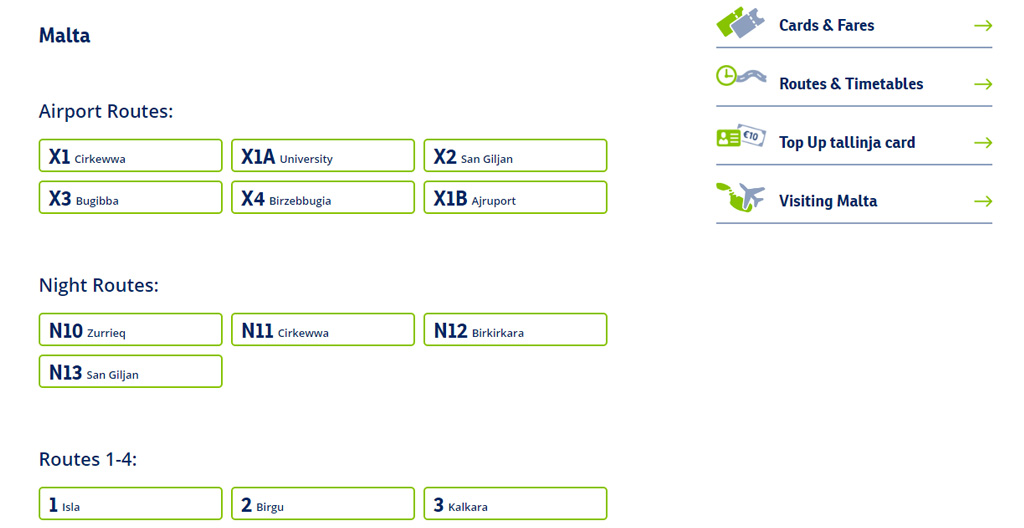 Malta
Airport Routes:
X1 Cirkewwa
X1A University
X2 San Giljan
X3 Bugibba
X4 Birzebbugia
X1B Ajruport
Night Routes:
N10 Zurrieq
N11 Cirkewwa
N12 Birkirkara
N13 San Giljan
Routes 1-4:
1 Isla
2 Birgu
3 Kalkara
Cards & Fares
Routes & Timetables
€10
Top Up tallinja card
Visiting Malta